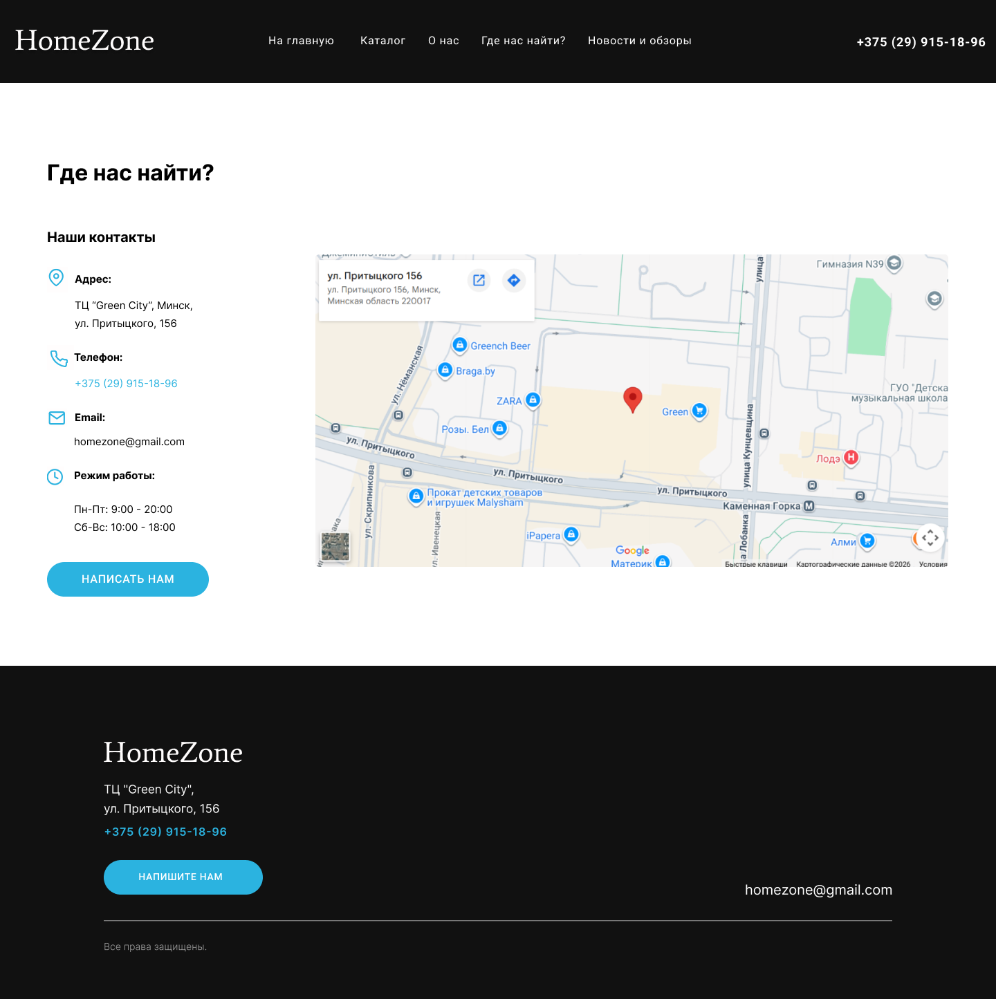 HomeZone
На главную
Каталог
О нас
Где нас найти?
Новости и обзоры
+375 (29) 915-18-96
Где нас найти?
Наши контакты
Адрес:
ТЦ “Green City”, Минск,
ул. Притыцкого, 156
Телефон:
+375 (29) 915-18-96
Email:
homezone@gmail.com
Режим работы:
Пн-Пт: 9:00 - 20:00
Сб-Вс: 10:00 - 18:00
НАПИСАТЬ НАМ
ул. Притыцкого 156
ул. Притыцкого 156, Минск,
Минская область 220017
улица
Гимназия N39
Greench Beer
Braga.by
ул. Нёманская
ZARA
Green
Розы. Бел
ГУО "Детска
музыкальная школа
ул. Притыцкого
улица Кунцевщина
Лодэ
ул. Притыцкого
ул. Притыцкого
ул. Скрипникова
Прокат детских товаров
и игрушек Malysham
Каменная Горка
M
ул. Ивенецкая
iPapera
Лобанка
Алми
Google
Материк
Быстрые клавиши
Картографические данные ©2026
Условия
HomeZone
ТЦ "Green City",
ул. Притыцкого, 156
+375 (29) 915-18-96
НАПИШИТЕ НАМ
homezone@gmail.com
Все права защищены.